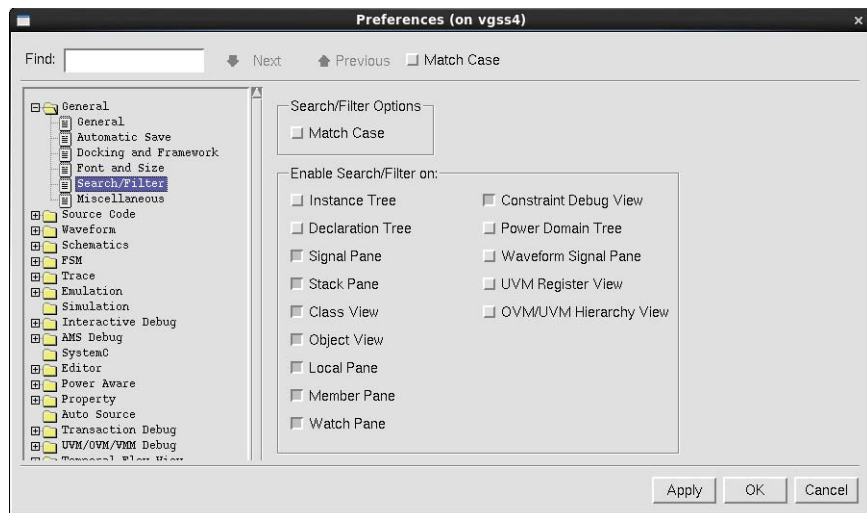 Preferences (on vgss4)
Find:
Next
Previous
Match Case
General
General
Automatic Save
Docking and Framework
Font and Size
Search/Filter
Miscellaneous
Source Code
Waveform
Schematics
FSM
Trace
Emulation
Simulation
Interactive Debug
AMS Debug
SystemC
Editor
Power Aware
Property
Auto Source
Transaction Debug
UVM/OVM/VMM Debug
Temporal Flow View
Search/Filter Options
Match Case
Enable Search/Filter on:
Instance Tree
Declaration Tree
Signal Pane
Stack Pane
Class View
Object View
Local Pane
Member Pane
Watch Pane
Constraint Debug View
Power Domain Tree
Waveform Signal Pane
UVM Register View
OVM/UVM Hierarchy View
Apply
OK
Cancel